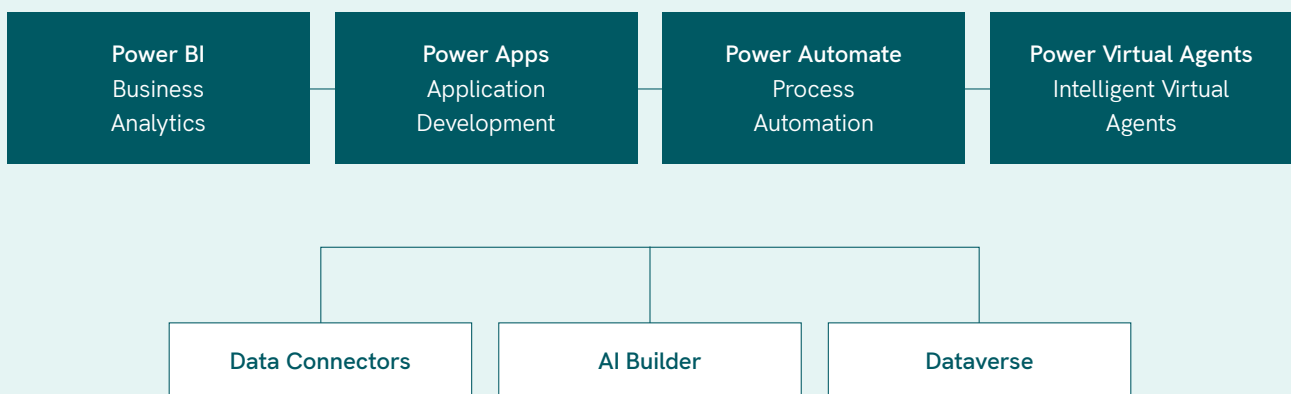 Power BI
Business
Analytics
Power Apps
Application
Development
Power Automate
Process
Automation
Power Virtual Agents
Intelligent Virtual
Agents
Data Connectors
AI Builder
Dataverse